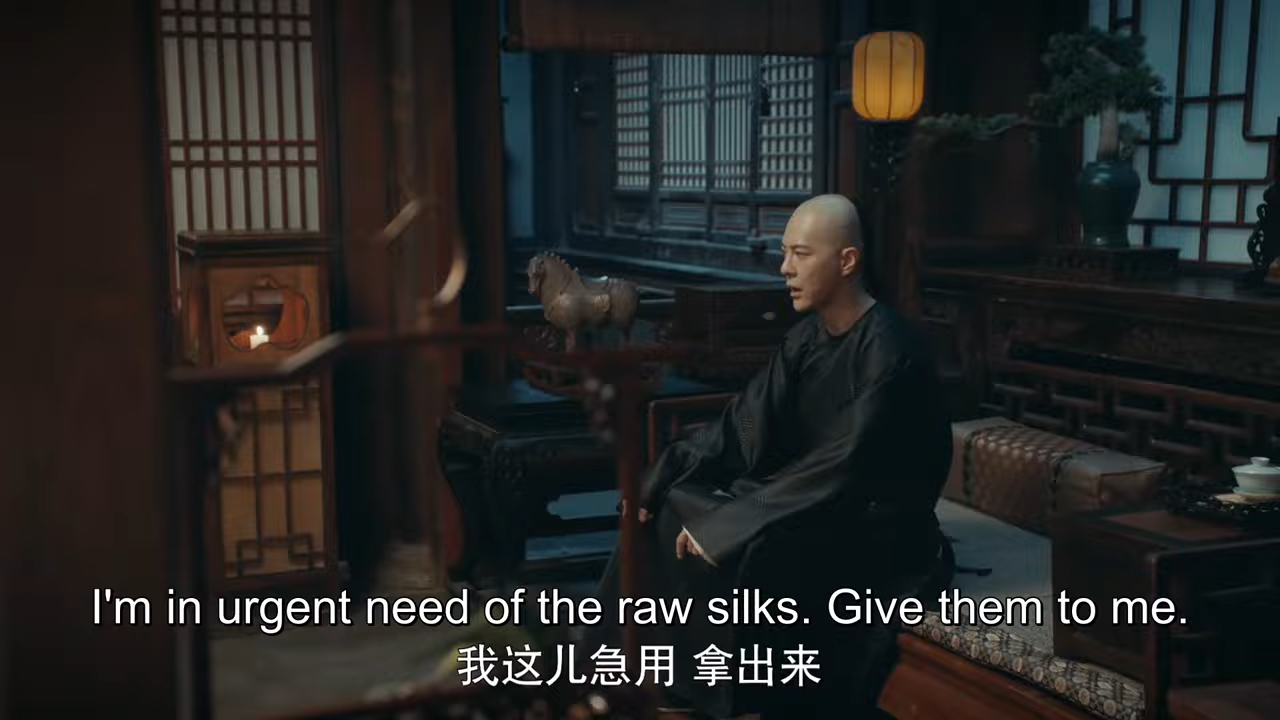 I'm in urgent need of the raw silks. Give them to me.
我这儿急用 拿出来